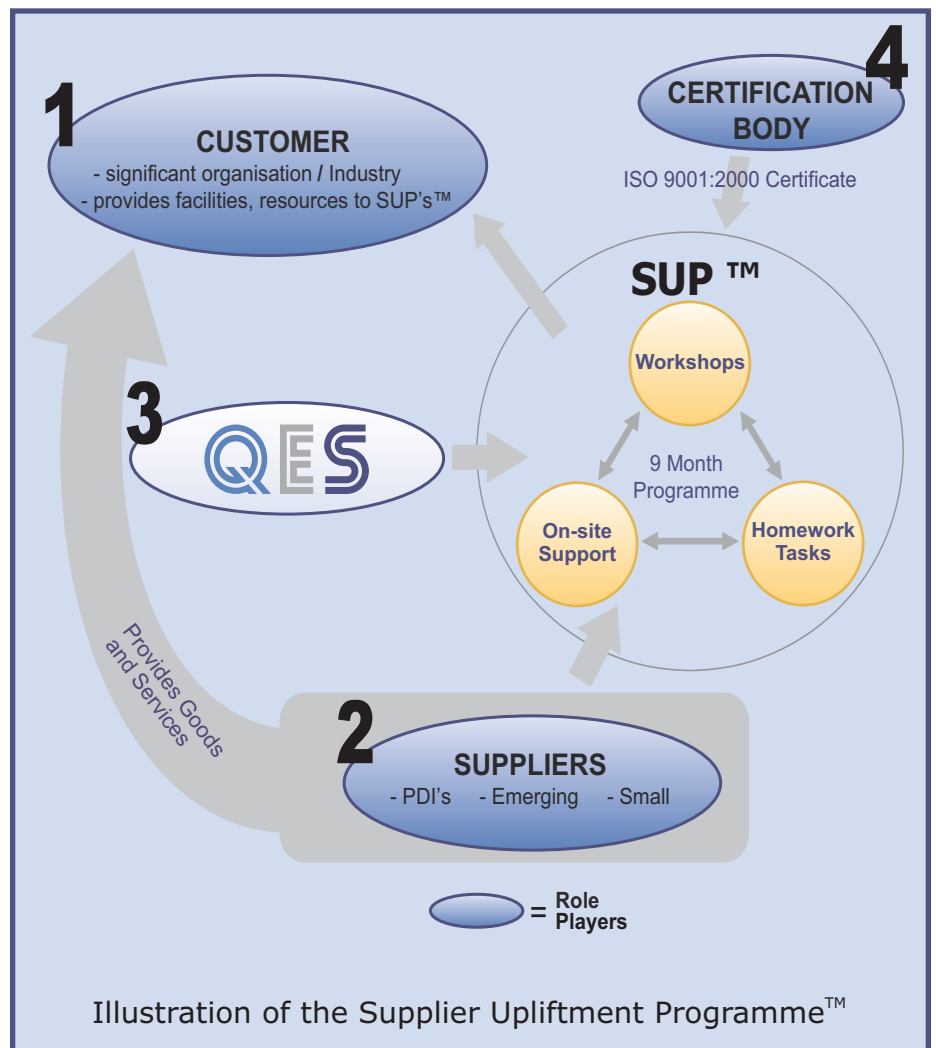 1
CUSTOMER
- significant organisation / Industry
- provides facilities, resources to SUP's™
4
CERTIFICATION
BODY
ISO 9001:2000 Certificate
SUP ™
Workshops
9 Month
Programme
On-site
Support
Homework
Tasks
3
QES
Provides Goods
and Services
2
SUPPLIERS
- PDI's - Emerging - Small
= Role
Players
Illustration of the Supplier Upliftment Programme™